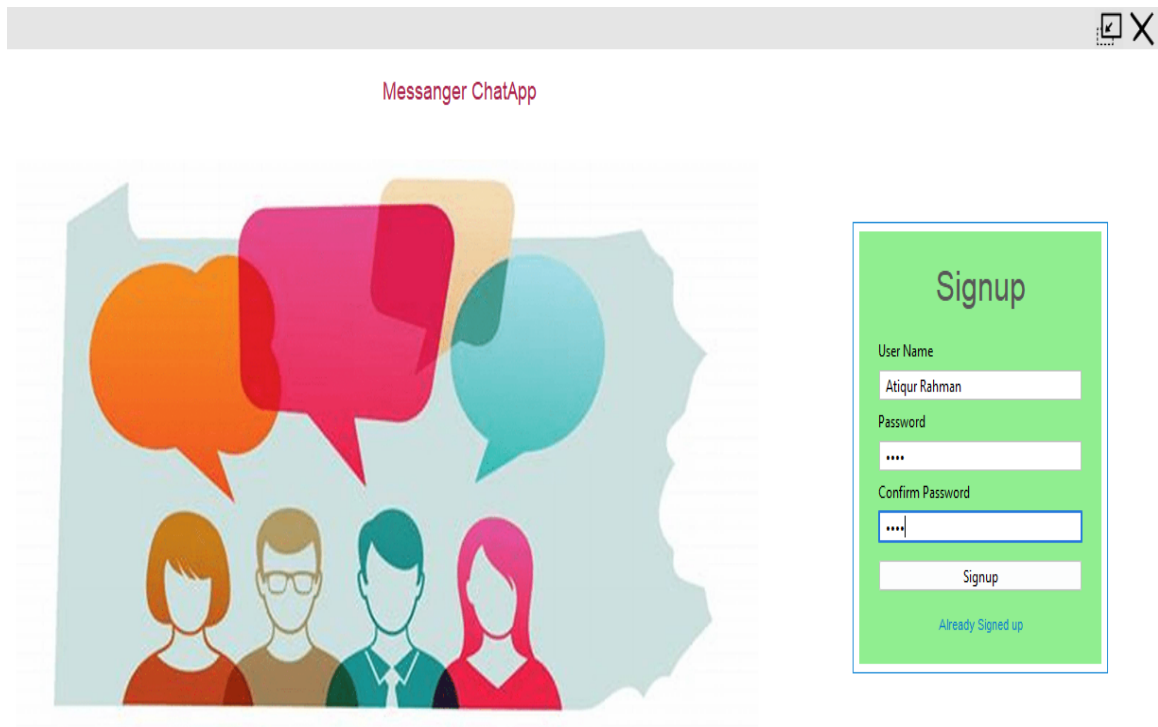 Messanger ChatApp
Signup
User Name
Atiqur Rahman
Password
••••
Confirm Password
••••
Signup
Already Signed up